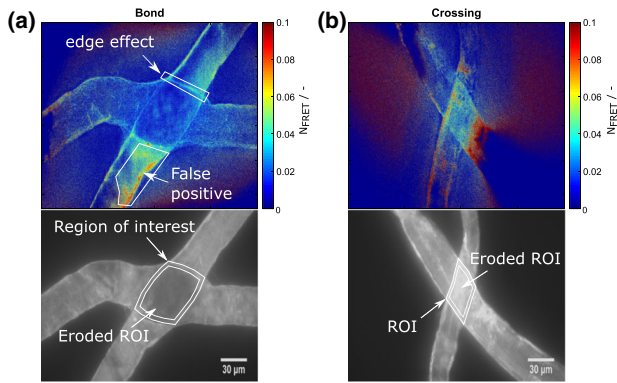 (a)
Bond
edge effect
False
positive
0.1
0.08
0.06
0.04
0.02
0
N_FRET / -
Region of interest
Eroded ROI
30 µm
(b)
Crossing
0.1
0.08
0.06
0.04
0.02
0
N_FRET / -
Eroded ROI
ROI
30 µm